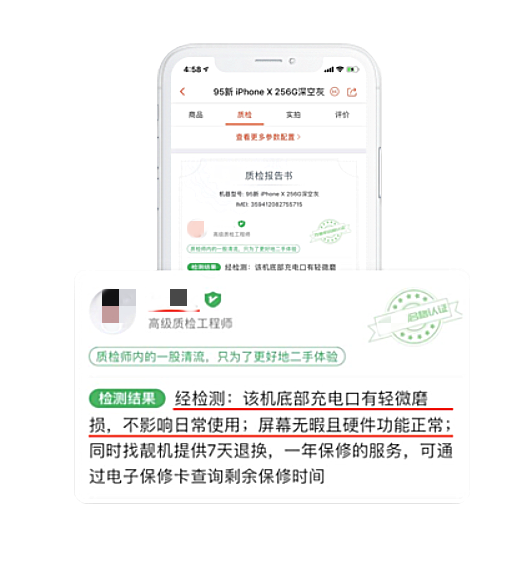 4:58
95新 iPhone X 256G深空灰
商品 质检 实拍 评价
查看更多参数配置 >
质检报告书
机器型号: 95新 iPhone X 256G深空灰
IMEI: 359412082755715
高级质检工程师
质检师内的一股清流，只为了更好地二手体验
检测结果 经检测：该机底部充电口有轻微
高级质检工程师
品稳认证
质检师内的一股清流，只为了更好地二手体验
检测结果 经检测：该机底部充电口有轻微磨
损，不影响日常使用；屏幕无暇且硬件功能正常；
同时找靓机提供7天退换，一年保修的服务，可通
过电子保修卡查询剩余保修时间